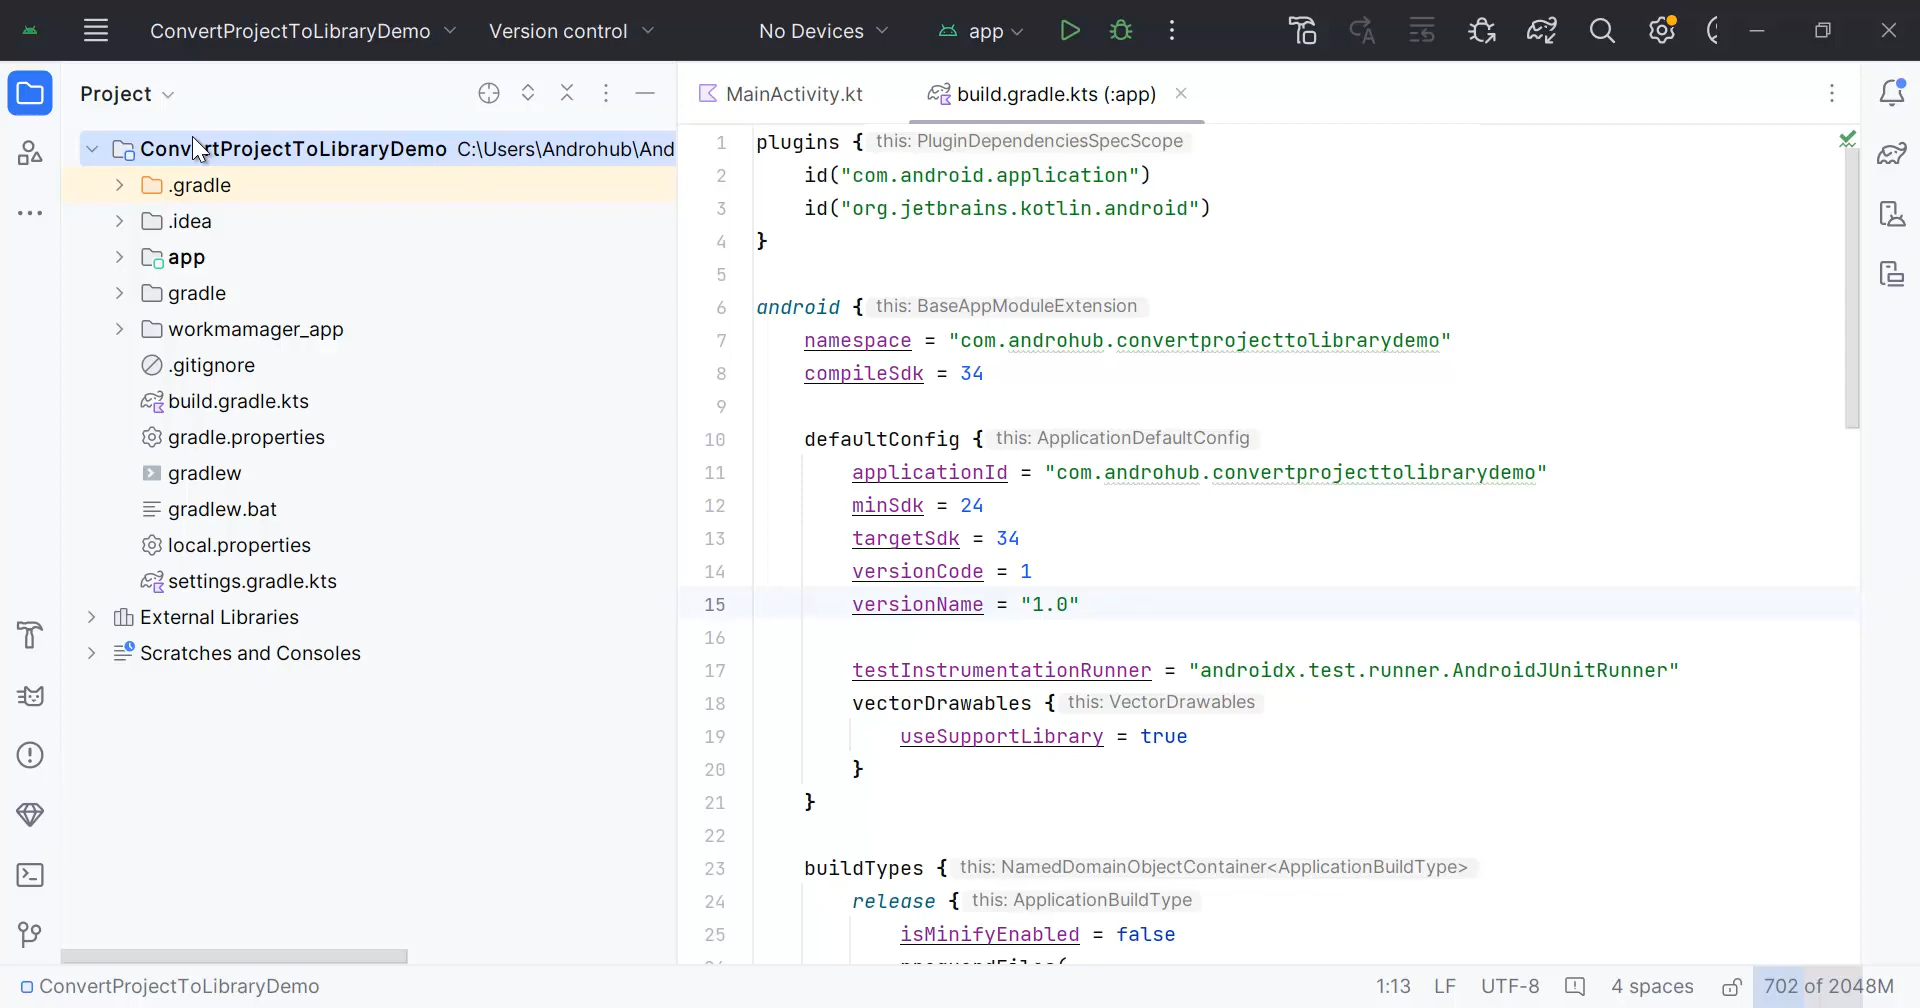 ConvertProjectToLibraryDemo Version control No Devices app
Project
MainActivity.kt build.gradle.kts (:app)
ConvertProjectToLibraryDemo C:\Users\Androhub\And
.gradle
.idea
app
gradle
workmamager_app
.gitignore
build.gradle.kts
gradle.properties
gradlew
gradlew.bat
local.properties
settings.gradle.kts
External Libraries
Scratches and Consoles
1 plugins { this: PluginDependenciesSpecScope
2 id("com.android.application")
3 id("org.jetbrains.kotlin.android")
4 }
5
6 android { this: BaseAppModuleExtension
7 namespace = "com.androhub.convertprojecttolibrarydemo"
8 compileSdk = 34
9
10 defaultConfig { this: ApplicationDefaultConfig
11 applicationId = "com.androhub.convertprojecttolibrarydemo"
12 minSdk = 24
13 targetSdk = 34
14 versionCode = 1
15 versionName = "1.0"
16
17 testInstrumentationRunner = "androidx.test.runner.AndroidJUnitRunner"
18 vectorDrawables { this: VectorDrawables
19 useSupportLibrary = true
20 }
21 }
22
23 buildTypes { this: NamedDomainObjectContainer<ApplicationBuildType>
24 release { this: ApplicationBuildType
25 isMinifyEnabled = false
ConvertProjectToLibraryDemo 1:13 LF UTF-8 4 spaces 702 of 2048M